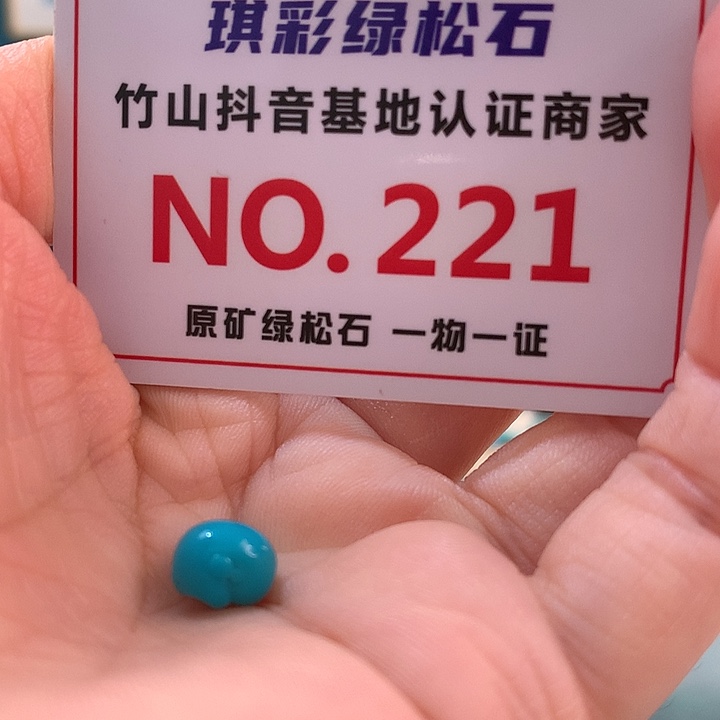 琪彩绿松石
竹山抖音基地认证商家
NO.221
原矿绿松石 一物一证